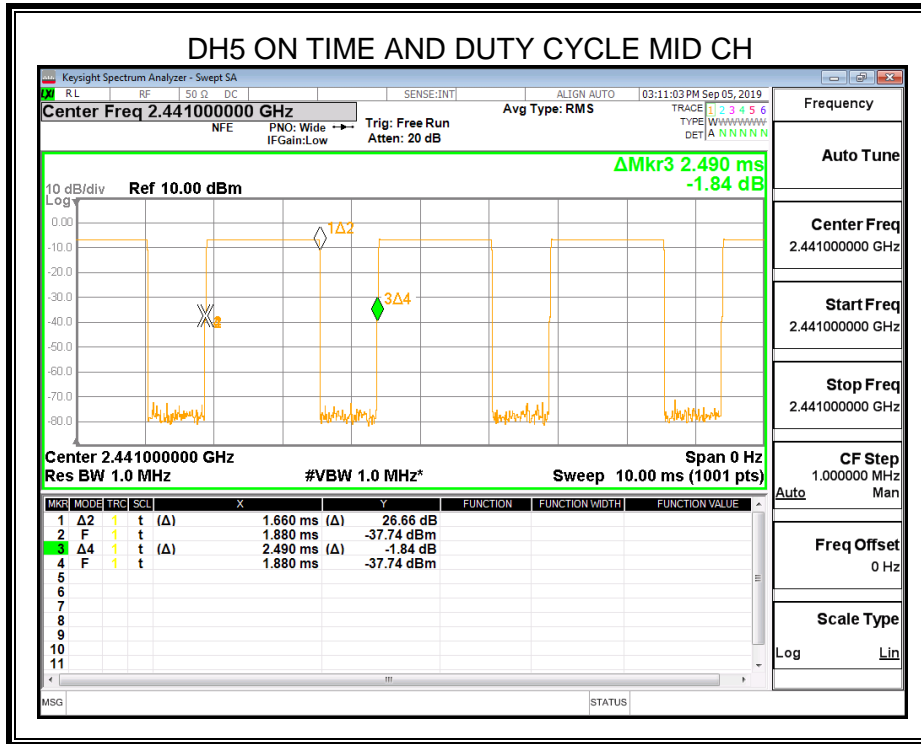 DH5 ON TIME AND DUTY CYCLE MID CH
Keysight Spectrum Analyzer - Swept SA
LXI RL RF 50 Ω DC SENSE:INT ALIGN AUTO 03:11:03 PM Sep 05, 2019
Center Freq 2.441000000 GHz
NFE
PNO: Wide
IFGain:Low
Trig: Free Run
Atten: 20 dB
Avg Type: RMS
TRACE 1 2 3 4 5 6
TYPE WWWWWW
DET A N N N N N
ΔMkr3 2.490 ms
-1.84 dB
10 dB/div Ref 10.00 dBm
Log
0.00
-10.0
-20.0
-30.0
-40.0
-50.0
-60.0
-70.0
-80.0
1Δ2
3Δ4
2
Center 2.441000000 GHz Span 0 Hz
Res BW 1.0 MHz #VBW 1.0 MHz* Sweep 10.00 ms (1001 pts)
MKR MODE TRC SCL X Y FUNCTION FUNCTION WIDTH FUNCTION VALUE
1 Δ2 1 t (Δ) 1.660 ms (Δ) 26.66 dB
2 F 1 t 1.880 ms -37.74 dBm
3 Δ4 1 t (Δ) 2.490 ms (Δ) -1.84 dB
4 F 1 t 1.880 ms -37.74 dBm
5
6
7
8
9
10
11
MSG STATUS
Frequency
Auto Tune
Center Freq
2.441000000 GHz
Start Freq
2.441000000 GHz
Stop Freq
2.441000000 GHz
CF Step
1.000000 MHz
Auto Man
Freq Offset
0 Hz
Scale Type
Log Lin